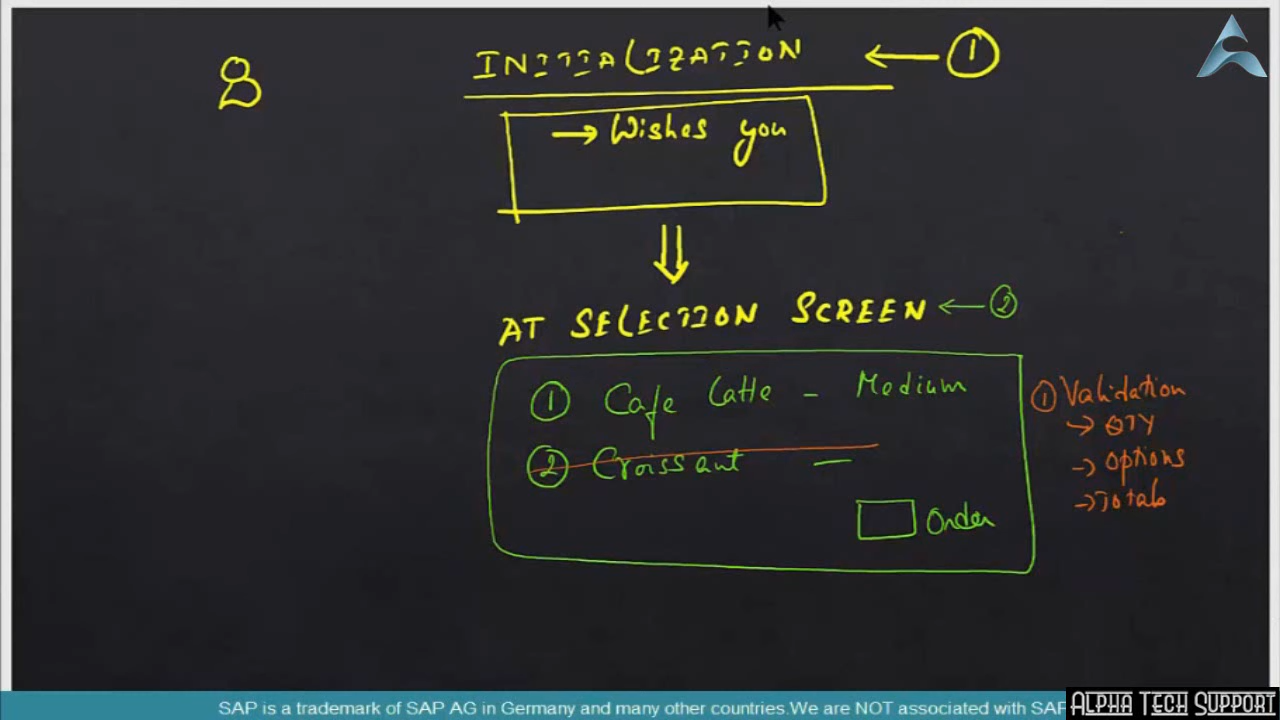 INITIALIZATION ← ①
→ Wishes you
AT SELECTION SCREEN ← ②
① Cafe Latte - Medium
② Croissant —
Order
① Validation
→ QTY
→ Options
→ Totals
SAP is a trademark of SAP AG in Germany and many other countries.We are NOT associated with SAP
ALPHA TECH SUPPORT